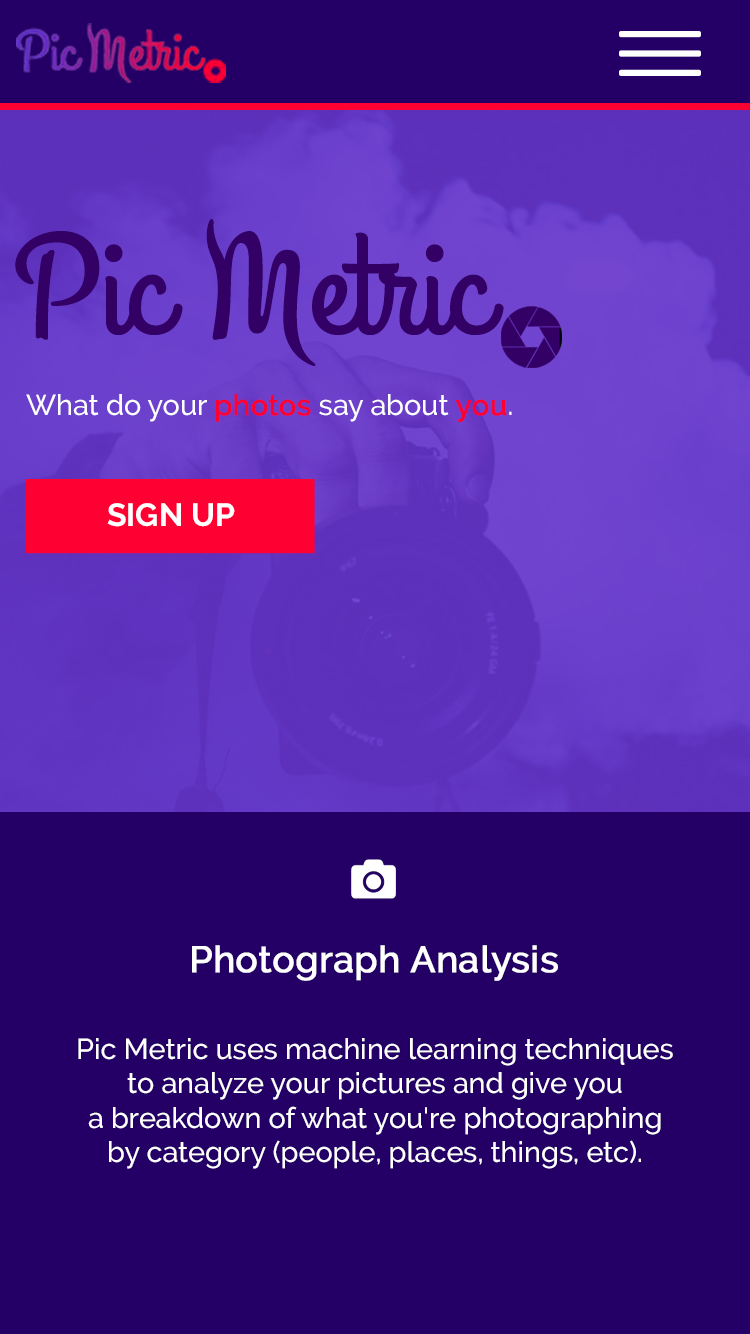 Pic Metric
Pic Metric
What do your photos say about you.
SIGN UP
Photograph Analysis
Pic Metric uses machine learning techniques
to analyze your pictures and give you
a breakdown of what you're photographing
by category (people, places, things, etc).